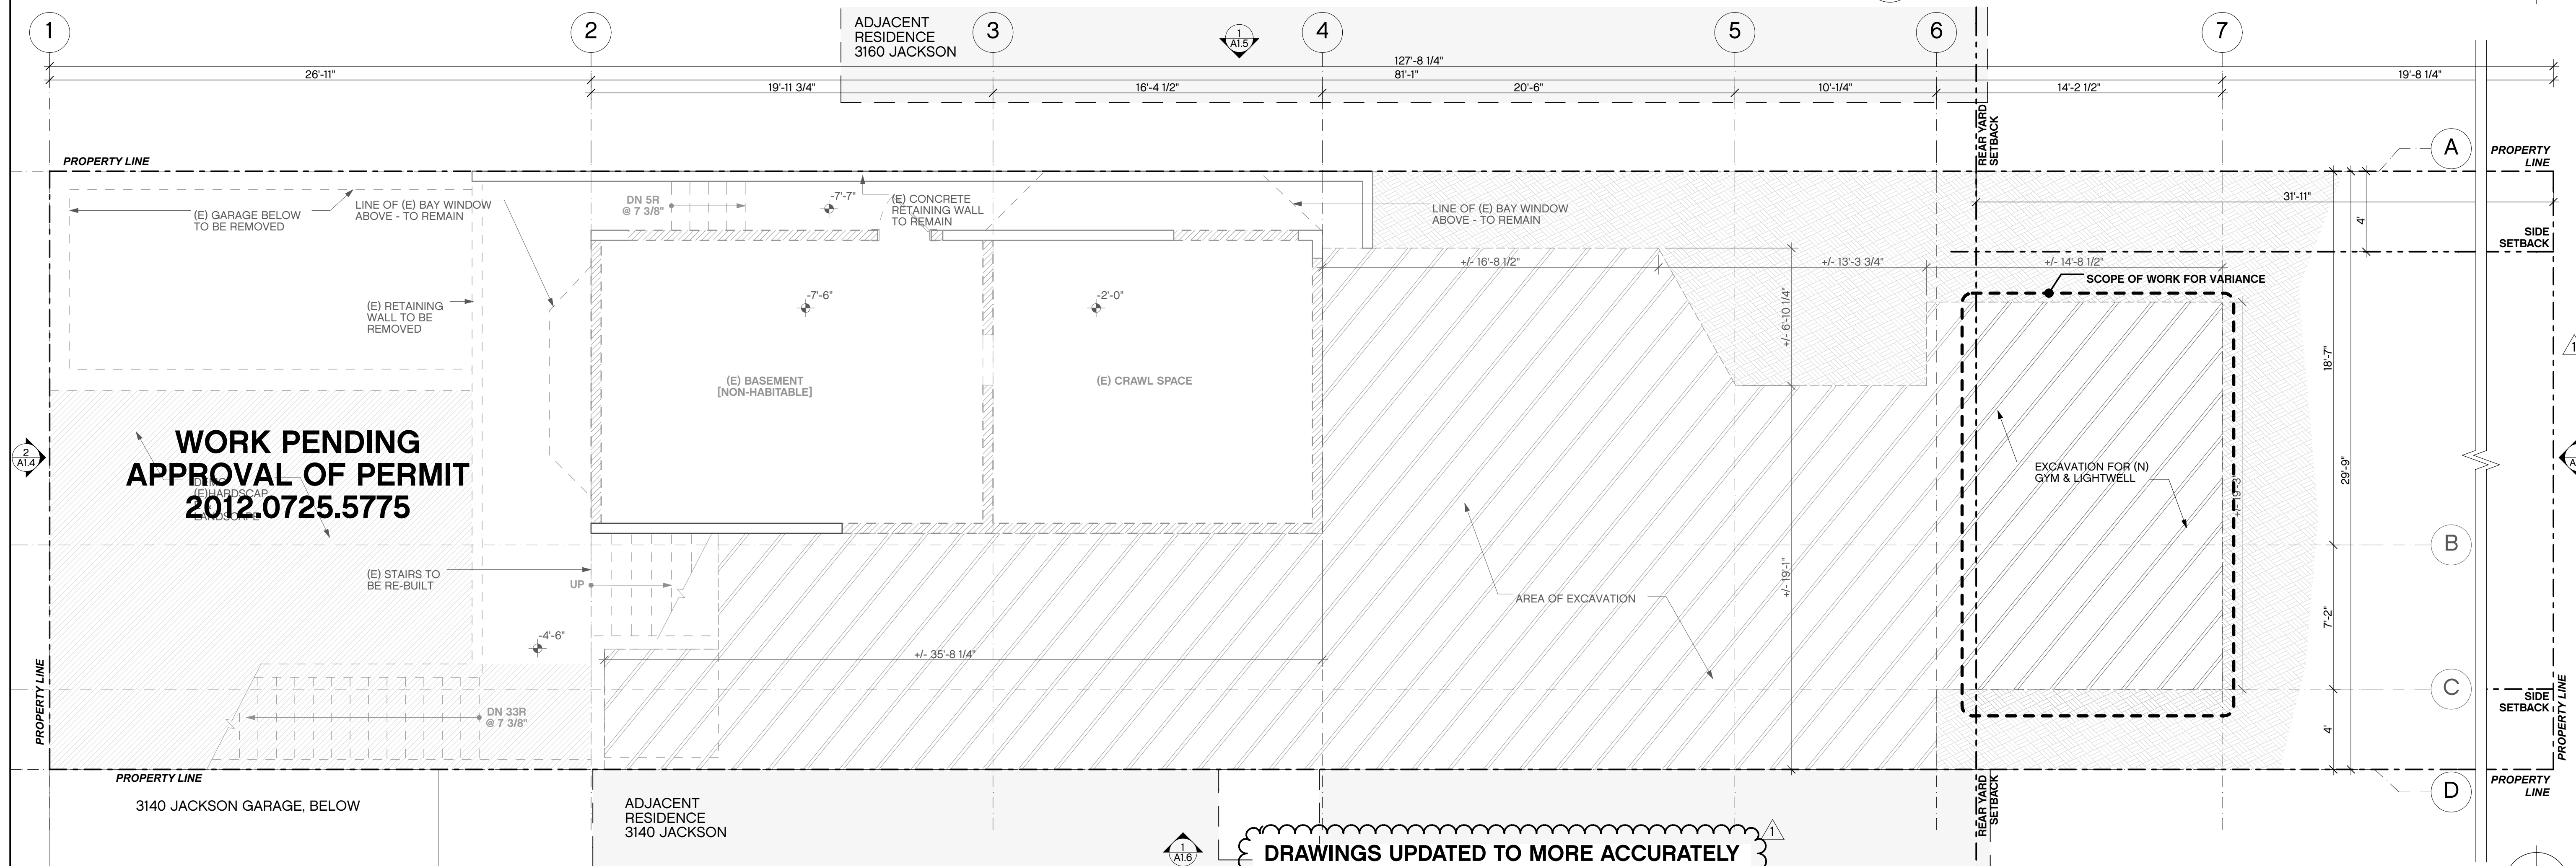 1
2
3
4
5
6
7
ADJACENT
RESIDENCE
3160 JACKSON
1
A1.5
127'-8 1/4"
26'-11"
81'-1"
19'-8 1/4"
19'-11 3/4"
16'-4 1/2"
20'-6"
10'-1/4"
14'-2 1/2"
REAR YARD
SETBACK
PROPERTY LINE
A
PROPERTY
LINE
31'-11"
4'
SIDE
SETBACK
(E) GARAGE BELOW
TO BE REMOVED
LINE OF (E) BAY WINDOW
ABOVE - TO REMAIN
DN 5R
@ 7 3/8"
-7'-7"
(E) CONCRETE
RETAINING WALL
TO REMAIN
LINE OF (E) BAY WINDOW
ABOVE - TO REMAIN
+/- 16'-8 1/2"
+/- 13'-3 3/4"
+/- 14'-8 1/2"
SCOPE OF WORK FOR VARIANCE
(E) RETAINING
WALL TO BE
REMOVED
-7'-6"
-2'-0"
+/- 6'-10 1/4"
18'-7"
1
(E) BASEMENT
[NON-HABITABLE]
(E) CRAWL SPACE
2
A1.4
WORK PENDING
APPROVAL OF PERMIT
2012.0725.5775
DEMO
(E)HARDSCAP
LANDSCAPE
EXCAVATION FOR (N)
GYM & LIGHTWELL
+/- 19'-3"
29'-9"
B
(E) STAIRS TO
BE RE-BUILT
UP
AREA OF EXCAVATION
+/- 19'-1"
7'-2"
-4'-6"
+/- 35'-8 1/4"
C
SIDE
SETBACK
PROPERTY LINE
PROPERTY LINE
DN 33R
@ 7 3/8"
4'
PROPERTY LINE
D
PROPERTY
LINE
3140 JACKSON GARAGE, BELOW
ADJACENT
RESIDENCE
3140 JACKSON
REAR YARD
SETBACK
1
A1.6
1
DRAWINGS UPDATED TO MORE ACCURATELY